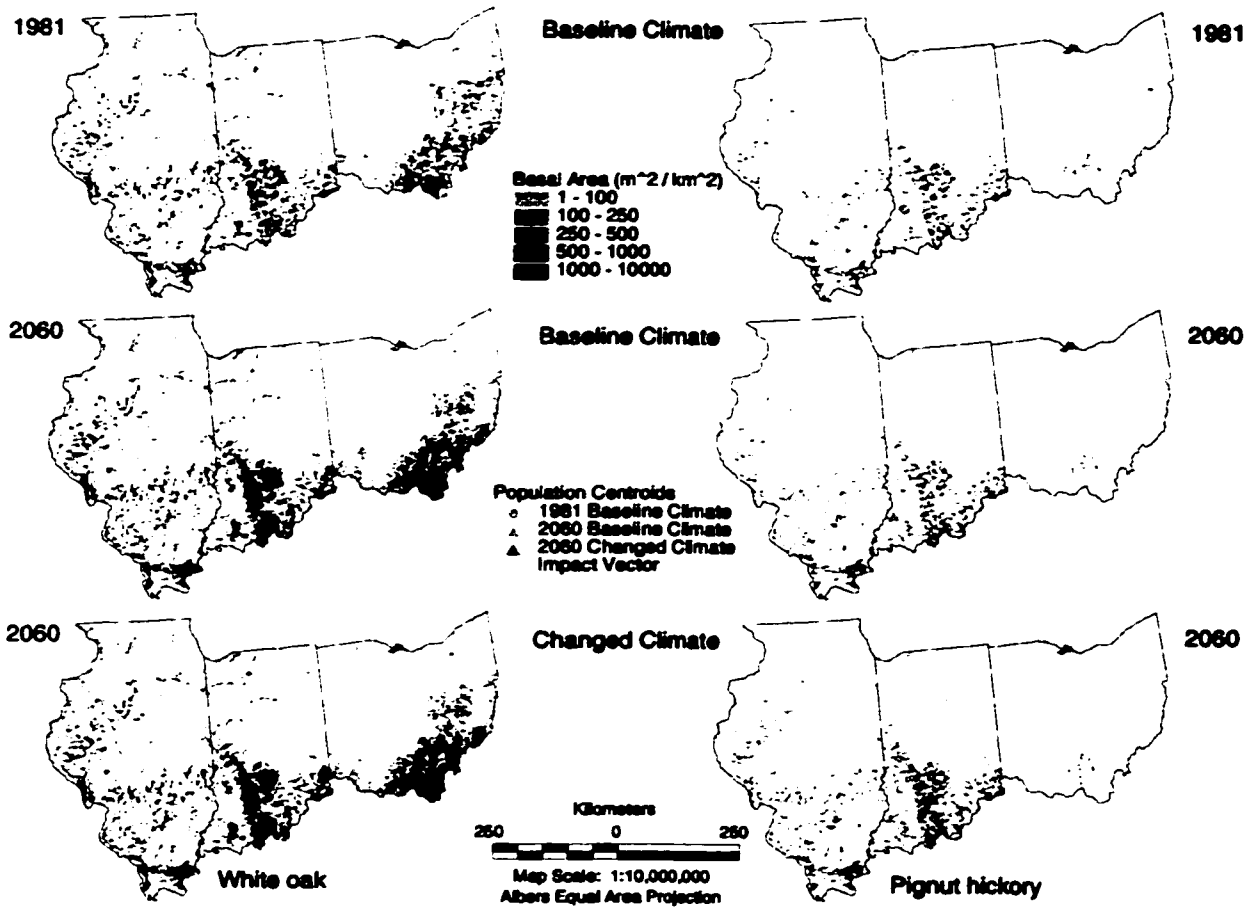 1981
Baseline Climate
1981
Basal Area (m^2 / km^2)
1 - 100
100 - 250
250 - 500
500 - 1000
1000 - 10000
2060
Baseline Climate
2060
Population Centroids
1981 Baseline Climate
2060 Baseline Climate
2060 Changed Climate
Impact Vector
2060
Changed Climate
2060
Kilometers
250 0 250
Map Scale: 1:10,000,000
Albers Equal Area Projection
White oak
Pignut hickory